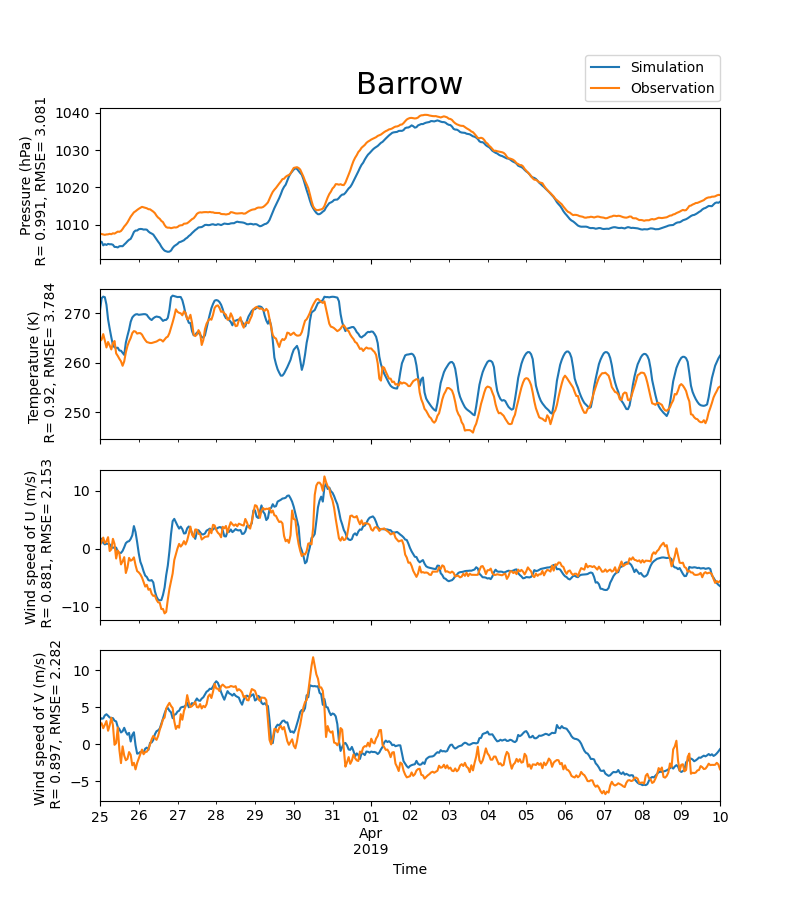 Simulation
Observation
Barrow
Pressure (hPa)
R= 0.991, RMSE= 3.081
1040
1030
1020
1010
Temperature (K)
R= 0.92, RMSE= 3.784
270
260
250
Wind speed of U (m/s)
R= 0.881, RMSE= 2.153
10
0
−10
Wind speed of V (m/s)
R= 0.897, RMSE= 2.282
10
5
0
−5
25 26 27 28 29 30 31 01 02 03 04 05 06 07 08 09 10
Apr
2019
Time